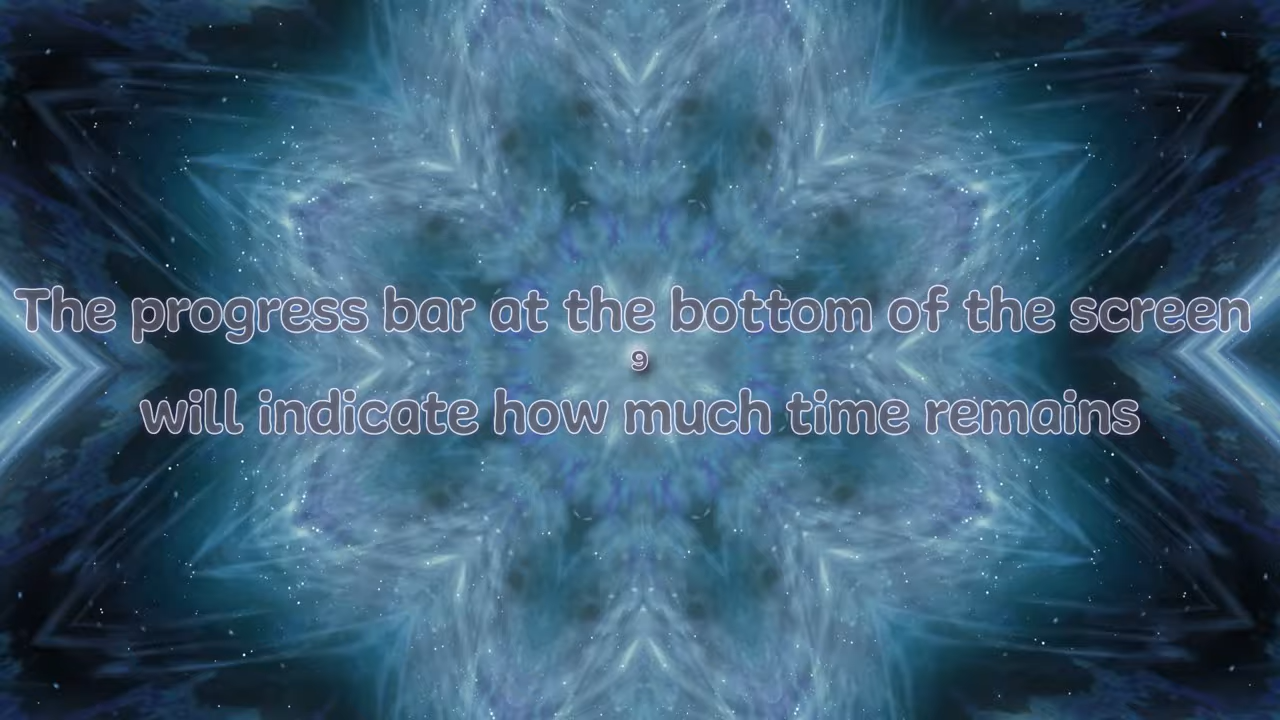 The progress bar at the bottom of the screen
9
will indicate how much time remains